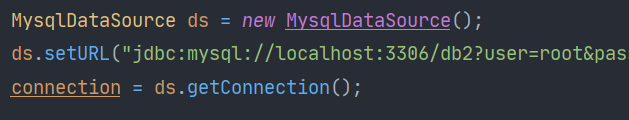 MysqlDataSource ds = new MysqlDataSource();
ds.setURL("jdbc:mysql://localhost:3306/db2?user=root&pas
connection = ds.getConnection();